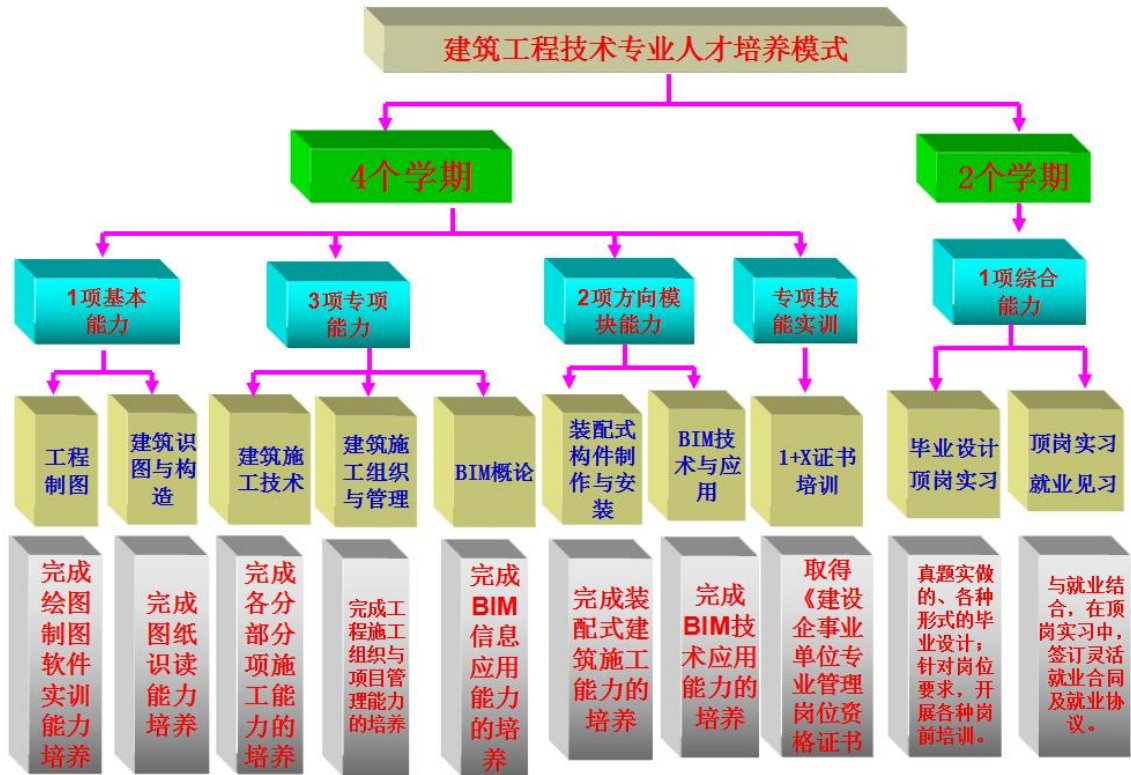 建筑工程技术专业人才培养模式
4个学期
2个学期
1项基本
能力
3项专项
能力
2项方向模
块能力
专项技
能实训
1项综合
能力
工程
制图
建筑识
图与构
造
建筑施
工技术
建筑施
工组织
与管理
BIM概论
装配式
构件制
作与安
装
BIM技
术与应
用
1+X证书
培训
毕业设计
顶岗实习
顶岗实习
就业见习
完成
绘图
制图
软件
实训
能力
培养
完成
图纸
识读
能力
培养
完成
各分
部分
项施
工能
力的
培养
完成工
程施工
组织与
项目管
理能力
的培养
完成
BIM
信息
应用
能力
的培
养
完成装
配式建
筑施工
能力的
培养
完成
BIM技
术应用
能力的
培养
取得
《建设
企事业
单位专
业管理
岗位资
格证书
真题实做
的、各种
形式的毕
业设计；
针对岗位
要求，开
展各种岗
前培训。
与就业结
合，在顶
岗实习中，
签订灵活
就业合同
及就业协
议。